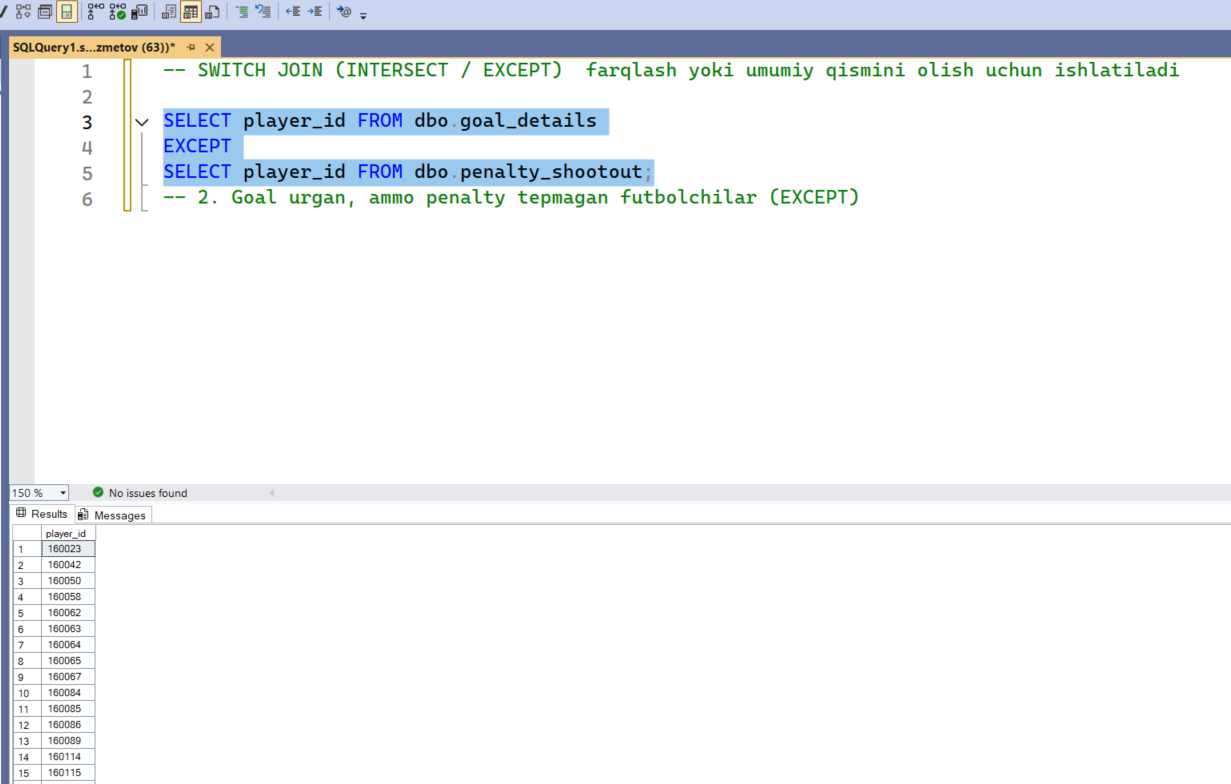 SQLQuery1.s...zmetov (63))*
1 -- SWITCH JOIN (INTERSECT / EXCEPT)  farqlash yoki umumiy qismini olish uchun ishlatiladi
2
3 SELECT player_id FROM dbo.goal_details
4 EXCEPT
5 SELECT player_id FROM dbo.penalty_shootout;
6 -- 2. Goal urgan, ammo penalty tepmagan futbolchilar (EXCEPT)
150 % No issues found
Results Messages
player_id
1 160023
2 160042
3 160050
4 160058
5 160062
6 160063
7 160064
8 160065
9 160067
10 160084
11 160085
12 160086
13 160089
14 160114
15 160115